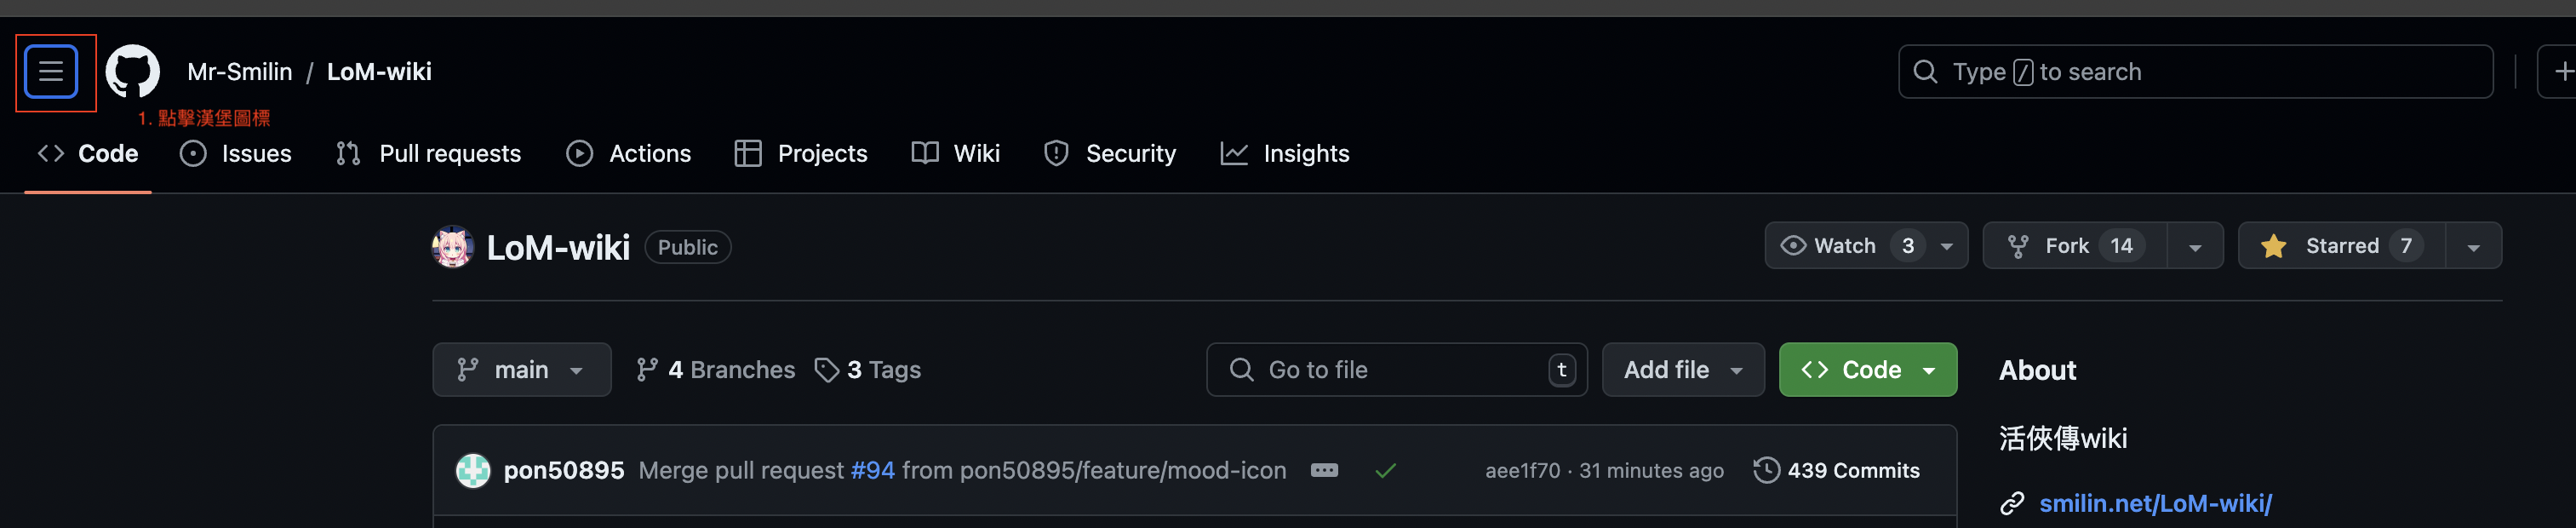 Mr-Smilin / LoM-wiki
Type / to search
1. 點擊漢堡圖標
Code Issues Pull requests Actions Projects Wiki Security Insights
LoM-wiki Public
Watch 3 Fork 14 Starred 7
main 4 Branches 3 Tags
Go to file t Add file Code
About
活俠傳wiki
smilin.net/LoM-wiki/
pon50895 Merge pull request #94 from pon50895/feature/mood-icon aee1f70 · 31 minutes ago 439 Commits